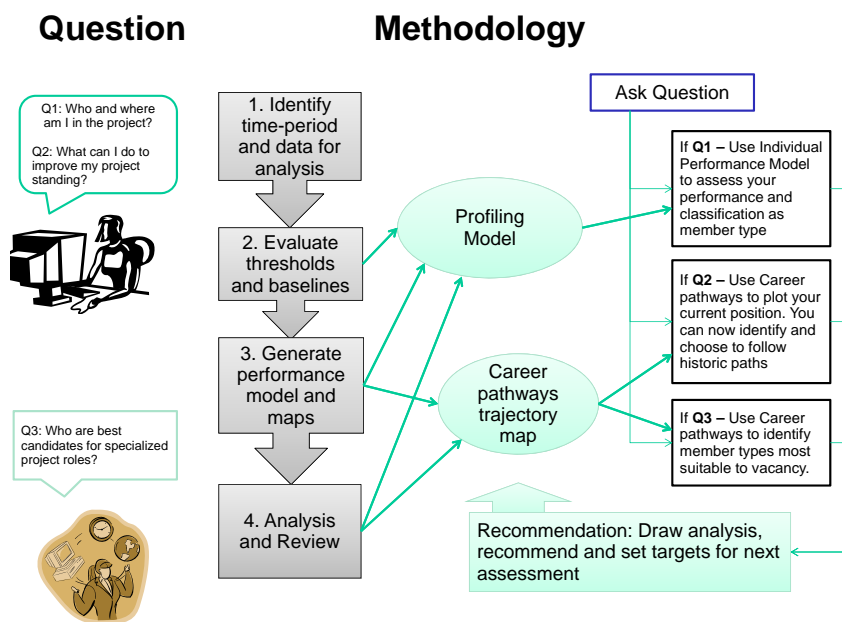 Question
Methodology
Q1: Who and where
am I in the project?
Q2: What can I do to
improve my project
standing?
Q3: Who are best
candidates for specialized
project roles?
1. Identify
time-period
and data for
analysis
2. Evaluate
thresholds
and baselines
3. Generate
performance
model and
maps
4. Analysis
and Review
Profiling
Model
Career
pathways
trajectory
map
Ask Question
If Q1 – Use Individual
Performance Model
to assess your
performance and
classification as
member type
If Q2 – Use Career
pathways to plot your
current position. You
can now identify and
choose to follow
historic paths
If Q3 – Use Career
pathways to identify
member types most
suitable to vacancy.
Recommendation: Draw analysis,
recommend and set targets for next
assessment